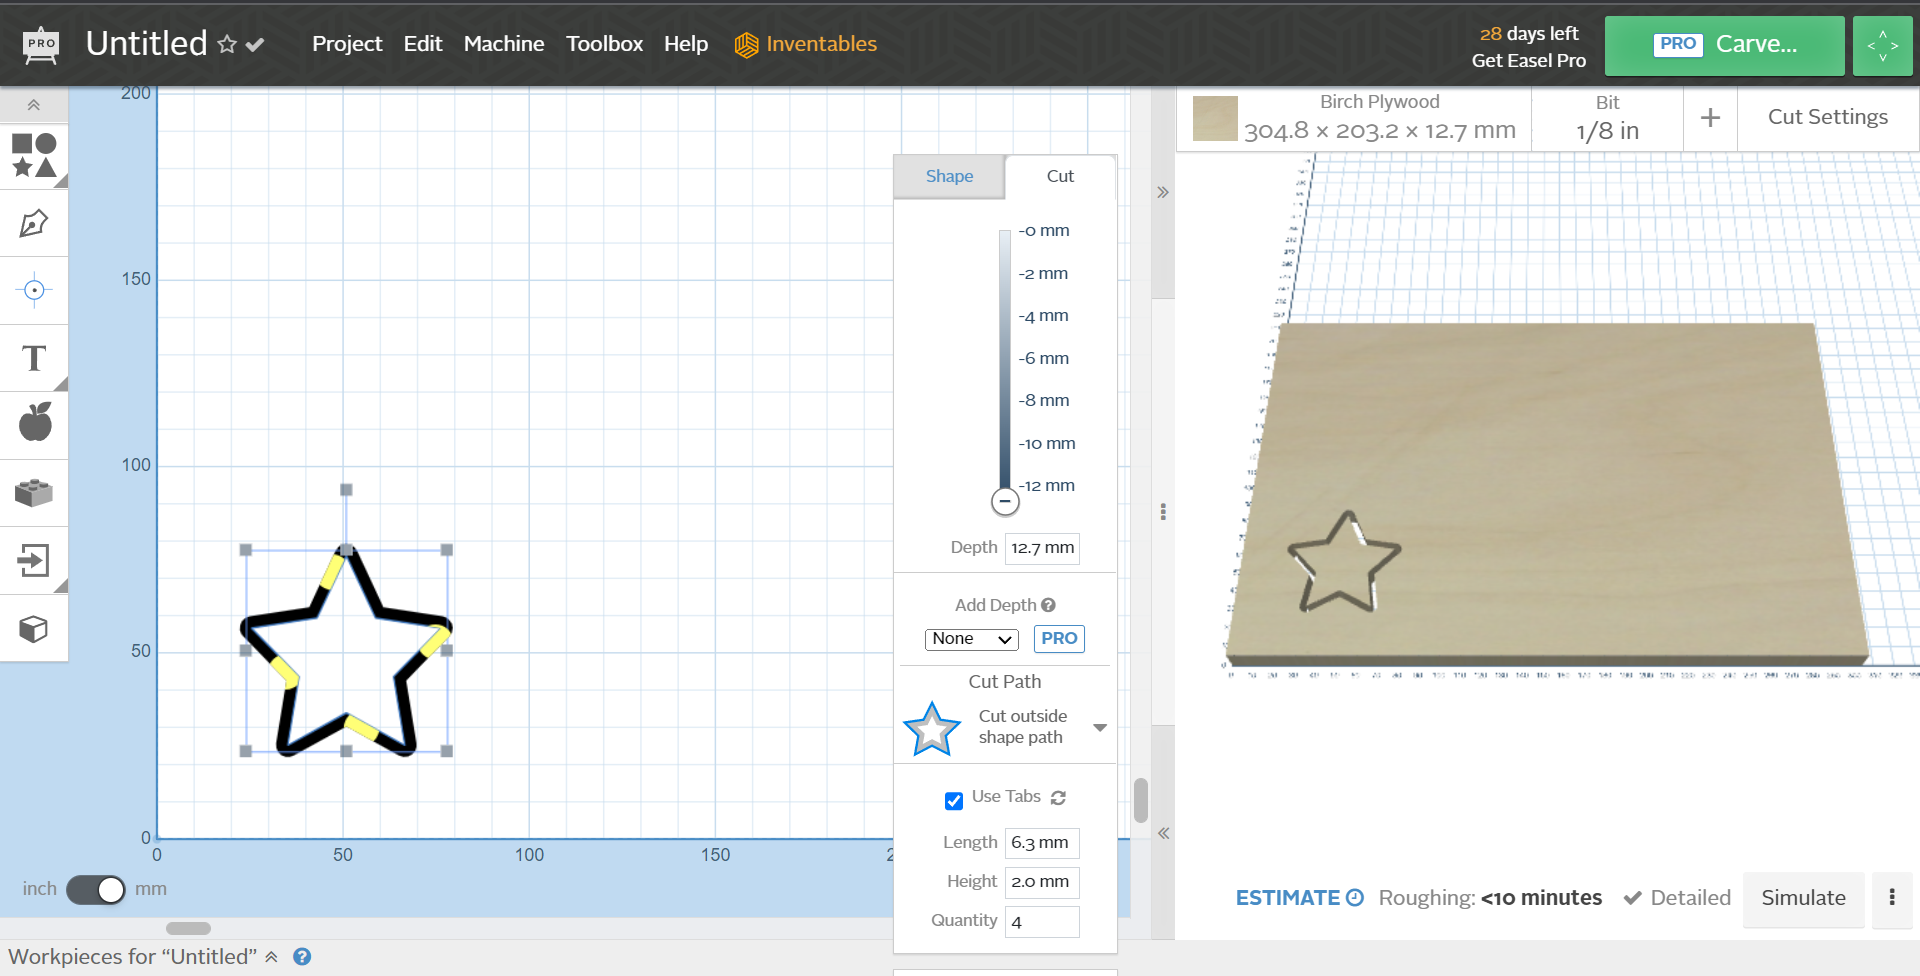 PRO
Untitled
Project Edit Machine Toolbox Help Inventables
28 days left
Get Easel Pro
PRO Carve...
Birch Plywood
304.8 × 203.2 × 12.7 mm
Bit
1/8 in
+
Cut Settings
200
150
100
50
0
0 50 100 150 2
T
inch mm
Shape Cut
-0 mm
-2 mm
-4 mm
-6 mm
-8 mm
-10 mm
-12 mm
Depth 12.7 mm
Add Depth ?
None PRO
Cut Path
Cut outside
shape path
Use Tabs
Length 6.3 mm
Height 2.0 mm
Quantity 4
ESTIMATE Roughing: <10 minutes Detailed Simulate
Workpieces for “Untitled” ?